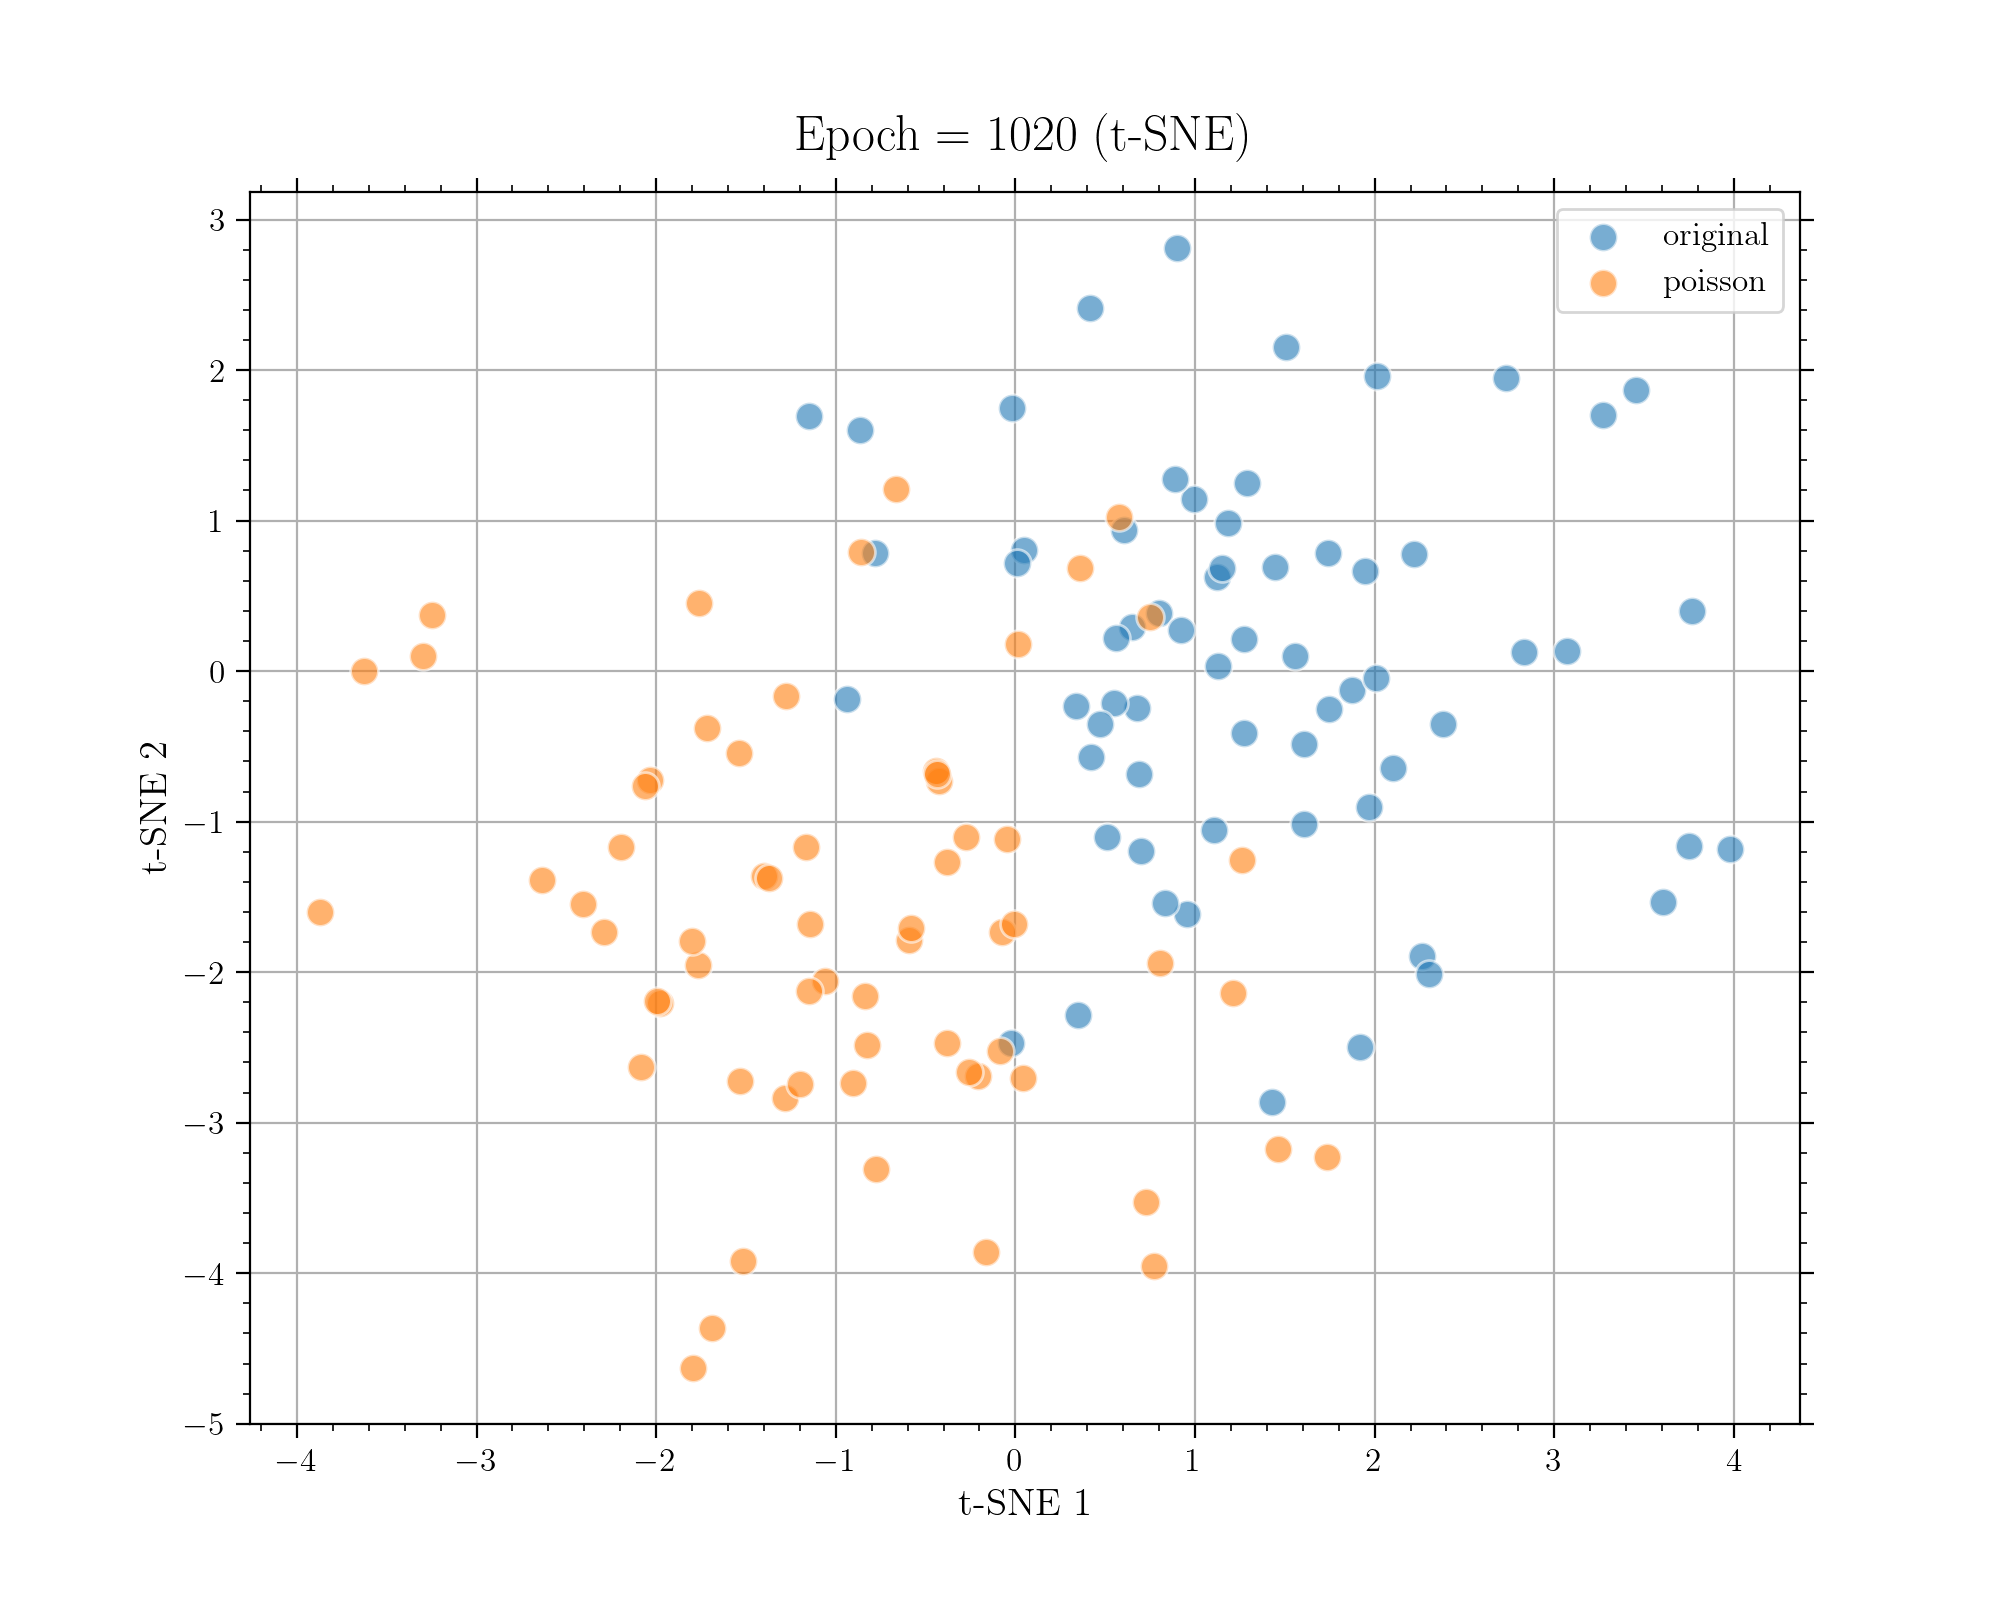 Epoch = 1020 (t-SNE)
original
poisson
3
2
1
0
−1
−2
−3
−4
−5
t-SNE 2
−4 −3 −2 −1 0 1 2 3 4
t-SNE 1